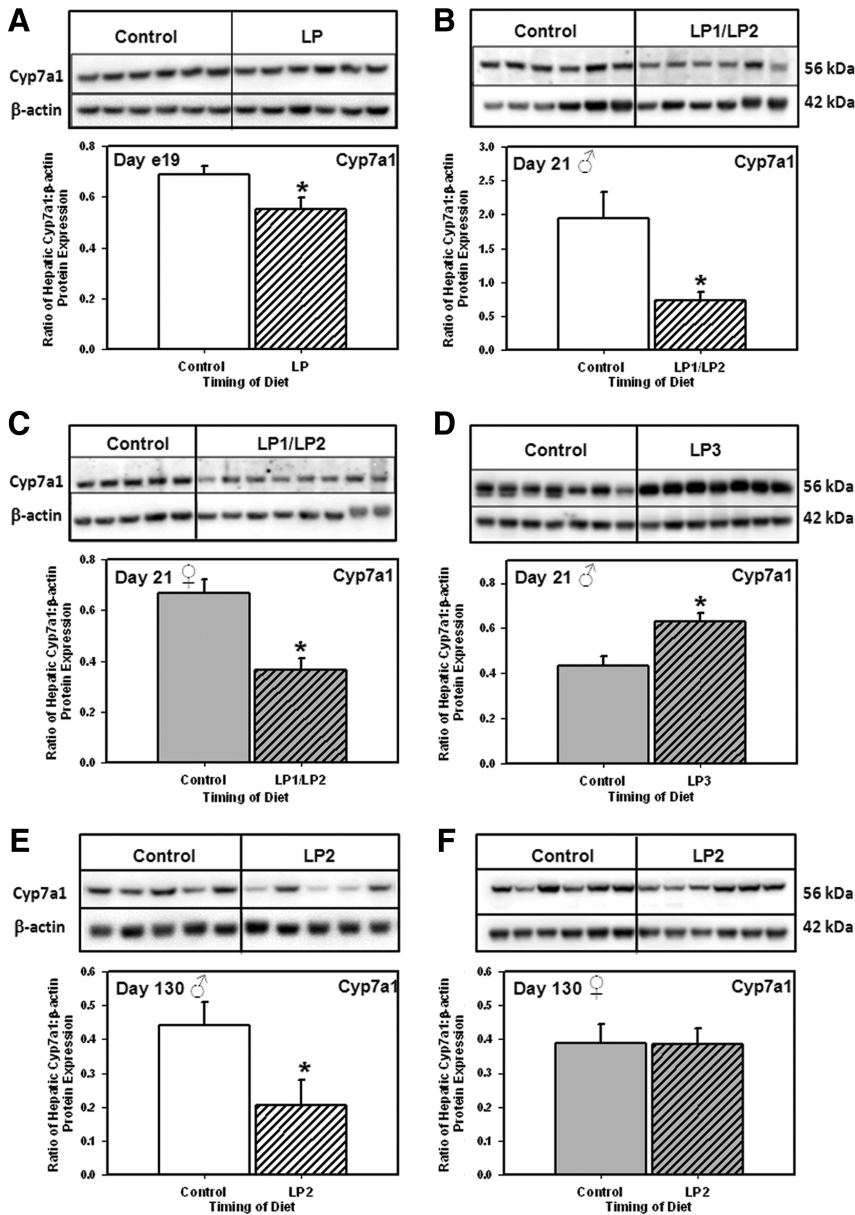 A
Control LP
Cyp7a1
β-actin
Ratio of Hepatic Cyp7a1:β-actin
Protein Expression
0.8
0.6
0.4
0.2
0.0
Day e19 Cyp7a1
*
Control LP
Timing of Diet
B
Control LP1/LP2
56 kDa
42 kDa
Ratio of Hepatic Cyp7a1:β-actin
Protein Expression
3.0
2.5
2.0
1.5
1.0
0.5
0.0
Day 21 ♂ Cyp7a1
*
Control LP1/LP2
Timing of Diet
C
Control LP1/LP2
Cyp7a1
β-actin
Ratio of Hepatic Cyp7a1:β-actin
Protein Expression
0.8
0.6
0.4
0.2
0.0
Day 21 ♀ Cyp7a1
*
Control LP1/LP2
Timing of Diet
D
Control LP3
56 kDa
42 kDa
Ratio of Hepatic Cyp7a1:β-actin
Protein Expression
0.8
0.6
0.4
0.2
0.0
Day 21 ♂ Cyp7a1
*
Control LP3
Timing of Diet
E
Control LP2
Cyp7a1
β-actin
Ratio of Hepatic Cyp7a1:β-actin
Protein Expression
0.6
0.5
0.4
0.3
0.2
0.1
0.0
Day 130 ♂ Cyp7a1
*
Control LP2
Timing of Diet
F
Control LP2
56 kDa
42 kDa
Ratio of Hepatic Cyp7a1:β-actin
Protein Expression
0.6
0.5
0.4
0.3
0.2
0.1
0.0
Day 130 ♀ Cyp7a1
Control LP2
Timing of Diet